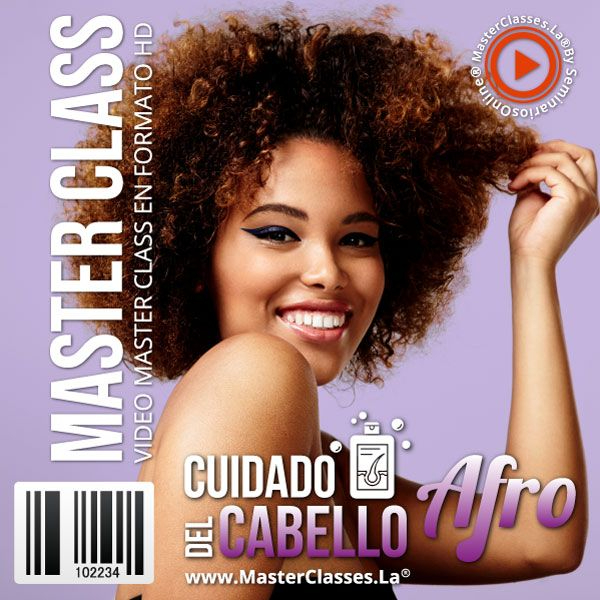 MASTER CLASS
VIDEO MASTER CLASS EN FORMATO HD
MasterClasses.La® By SeminariosOnline®
CUIDADO
DEL CABELLO Afro
102234
www.MasterClasses.La®